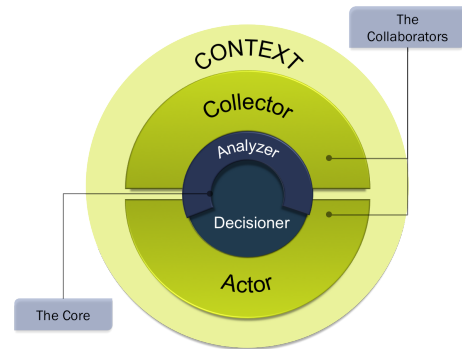 The
Collaborators
CONTEXT
Collector
Analyzer
Decisioner
Actor
The Core